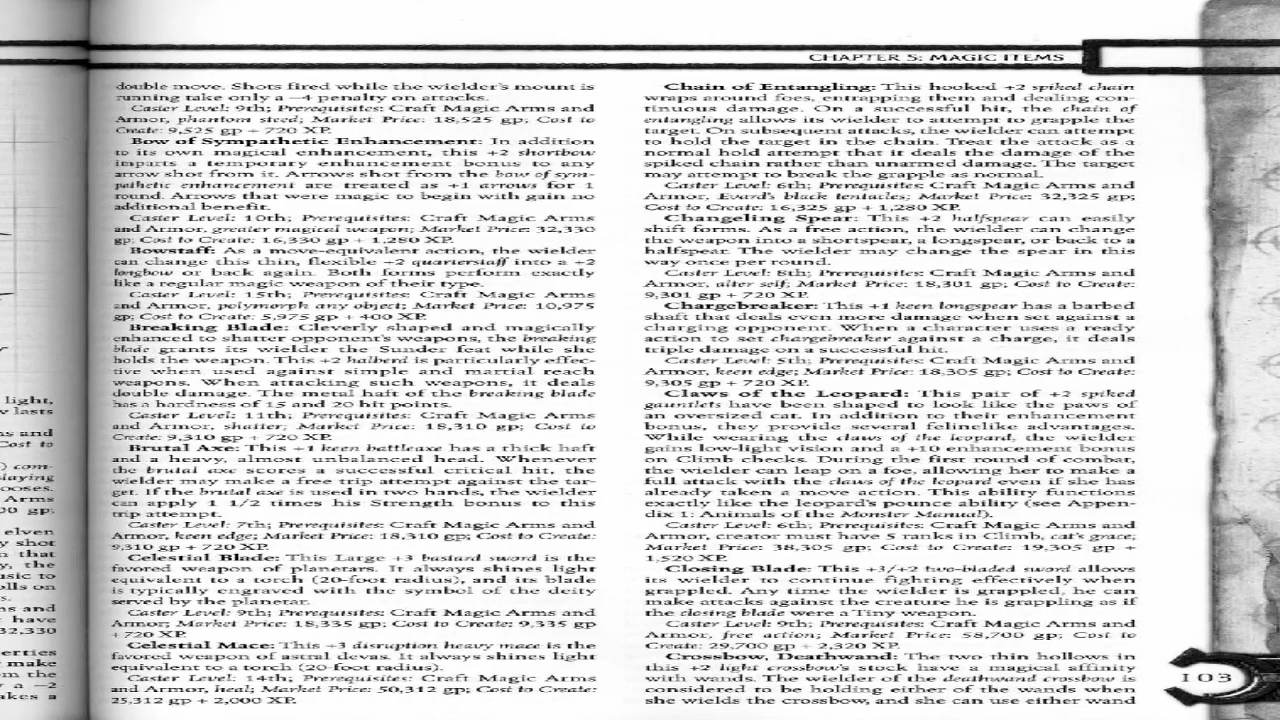 CHAPTER 5: MAGIC ITEMS
light,
lasts
and
Cost to
com-
laying
ooses.
Arms
00 gp;
elven
shot
that
the
sic to
lls on
s and
have
32,330
erties
make
om the
a –2
akes a
double move. Shots fired while the wielder's mount is
running take only a –4 penalty on attacks.
Caster Level: 9th; Prerequisites: Craft Magic Arms and
Armor, phantom steed; Market Price: 18,525 gp; Cost to
Create: 9,525 gp + 720 XP.
Bow of Sympathetic Enhancement: In addition
to its own magical enhancement, this +2 shortbow
imparts a temporary enhancement bonus to any
arrow shot from it. Arrows shot from the bow of sym-
pathetic enhancement are treated as +1 arrows for 1
round. Arrows that were magic to begin with gain no
additional benefit.
Caster Level: 10th; Prerequisites: Craft Magic Arms
and Armor, greater magical weapon; Market Price: 32,330
gp; Cost to Create: 16,330 gp + 1,280 XP.
Bowstaff: As a move-equivalent action, the wielder
can change this thin, flexible +2 quarterstaff into a +2
longbow or back again. Both forms perform exactly
like a regular magic weapon of their type.
Caster Level: 15th; Prerequisites: Craft Magic Arms
and Armor, polymorph any object; Market Price: 10,975
gp; Cost to Create: 5,975 gp + 400 XP.
Breaking Blade: Cleverly shaped and magically
enhanced to shatter opponent's weapons, the breaking
blade grants its wielder the Sunder feat while she
holds the weapon. This +2 halberd is particularly effec-
tive when used against simple and martial reach
weapons. When attacking such weapons, it deals
double damage. The metal haft of the breaking blade
has a hardness of 15 and 20 hit points.
Caster Level: 11th; Prerequisites: Craft Magic Arms
and Armor, shatter; Market Price: 18,310 gp; Cost to
Create: 9,310 gp + 720 XP.
Brutal Axe: This +1 keen battleaxe has a thick haft
and a heavy, almost unbalanced head. Whenever
the brutal axe scores a successful critical hit, the
wielder may make a free trip attempt against the tar-
get. If the brutal axe is used in two hands, the wielder
can apply 1 1/2 times his Strength bonus to this
trip attempt.
Caster Level: 7th; Prerequisites: Craft Magic Arms and
Armor, keen edge; Market Price: 18,310 gp; Cost to Create:
9,310 gp + 720 XP.
Celestial Blade: This Large +3 bastard sword is the
favored weapon of planetars. It always shines light
equivalent to a torch (20-foot radius), and its blade
is typically engraved with the symbol of the deity
served by the planetar.
Caster Level: 9th; Prerequisites: Craft Magic Arms and
Armor; Market Price: 18,335 gp; Cost to Create: 9,335 gp
+ 720 XP.
Celestial Mace: This +3 disruption heavy mace is the
favored weapon of astral devas. It always shines light
equivalent to a torch (20-foot radius).
Caster Level: 14th; Prerequisites: Craft Magic Arms
and Armor, heal; Market Price: 50,312 gp; Cost to Create:
25,312 gp + 2,000 XP.
Chain of Entangling: This hooked +2 spiked chain
wraps around foes, entrapping them and dealing con-
tinuous damage. On a successful hit, the chain of
entangling allows its wielder to attempt to grapple the
target. On subsequent attacks, the wielder can attempt
to hold the target in the chain. Treat the attack as a
normal hold attempt that it deals the damage of the
spiked chain rather than unarmed damage. The target
may attempt to break the grapple as normal.
Caster Level: 6th; Prerequisites: Craft Magic Arms and
Armor, Evard's black tentacles; Market Price: 32,325 gp;
Cost to Create: 16,325 gp + 1,280 XP.
Changeling Spear: This +2 halfspear can easily
shift forms. As a free action, the wielder can change
the weapon into a shortspear, a longspear, or back to a
halfspear. The wielder may change the spear in this
way once per round.
Caster Level: 8th; Prerequisites: Craft Magic Arms and
Armor, alter self; Market Price: 18,301 gp; Cost to Create:
9,301 gp + 720 XP.
Chargebreaker: This +1 keen longspear has a barbed
shaft that deals even more damage when set against a
charging opponent. When a character uses a ready
action to set chargebreaker against a charge, it deals
triple damage on a successful hit.
Caster Level: 5th; Prerequisites: Craft Magic Arms and
Armor, keen edge; Market Price: 18,305 gp; Cost to Create:
9,305 gp + 720 XP.
Claws of the Leopard: This pair of +2 spiked
gauntlets have been shaped to look like the paws of
an oversized cat. In addition to their enhancement
bonus, they provide several felinelike advantages.
While wearing the claws of the leopard, the wielder
gains low-light vision and a +10 enhancement bonus
on Climb checks. During the first round of combat,
the wielder can leap on a foe, allowing her to make a
full attack with the claws of the leopard even if she has
already taken a move action. This ability functions
exactly like the leopard's pounce ability (see Appen-
dix 1: Animals of the Monster Manual).
Caster Level: 6th; Prerequisites: Craft Magic Arms and
Armor, creator must have 5 ranks in Climb, cat's grace;
Market Price: 38,305 gp; Cost to Create: 19,305 gp +
1,520 XP.
Closing Blade: This +3/+2 two-bladed sword allows
its wielder to continue fighting effectively when
grappled. Any time the wielder is grappled, he can
make attacks against the creature he is grappling as if
the closing blade were a Tiny weapon.
Caster Level: 9th; Prerequisites: Craft Magic Arms and
Armor, free action; Market Price: 58,700 gp; Cost to
Create: 29,700 gp + 2,320 XP.
Crossbow, Deathwand: The two thin hollows in
this +2 light crossbow's stock have a magical affinity
with wands. The wielder of the deathwand crossbow is
considered to be holding either of the wands when
she wields the crossbow, and she can use either wand
103